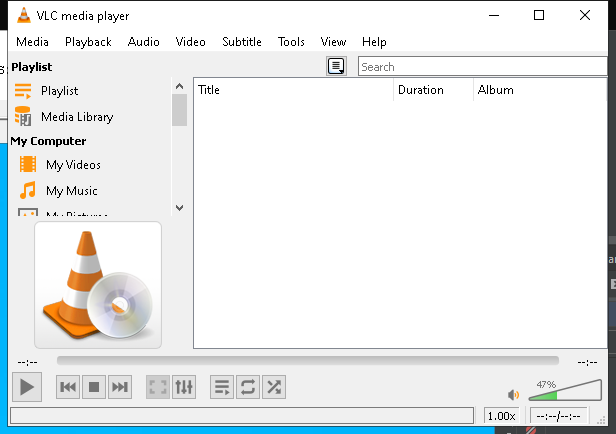 VLC media player
Media Playback Audio Video Subtitle Tools View Help
Playlist
Search
Playlist
Media Library
My Computer
My Videos
My Music
My Pictures
Title Duration Album
--:-- --:--
47%
1.00x --:--/--:--